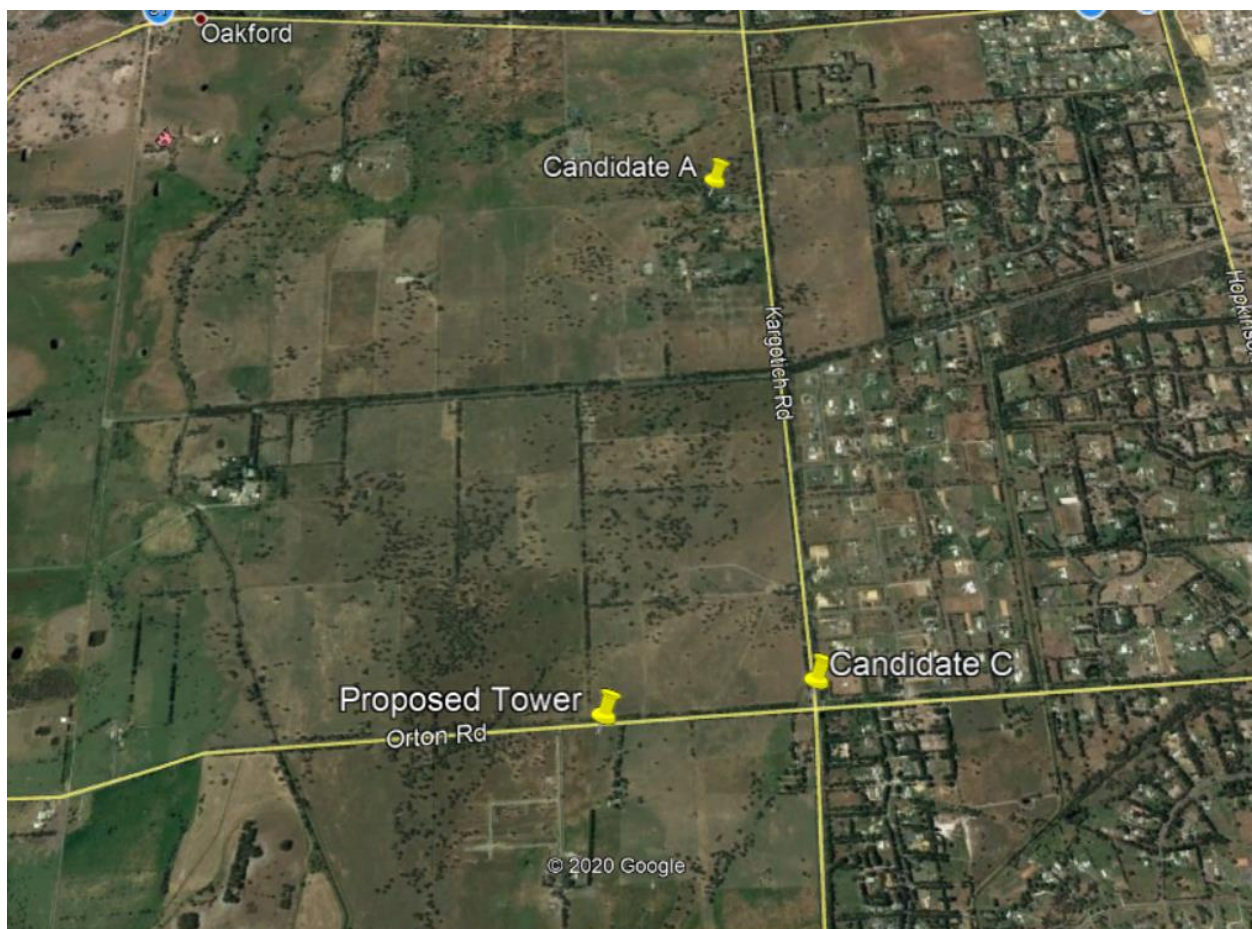 Oakford
Candidate A
Kargotich Rd
Candidate C
Proposed Tower
Orton Rd
© 2020 Google